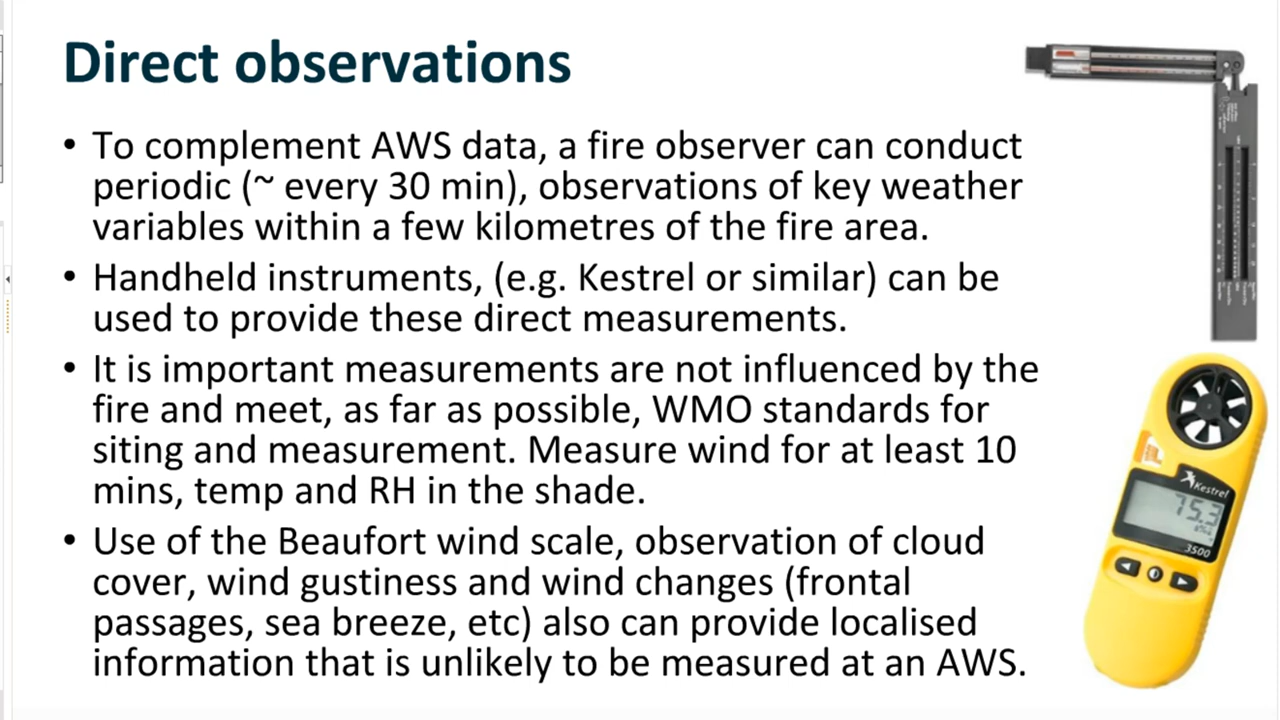 Direct observations
• To complement AWS data, a fire observer can conduct
periodic (~ every 30 min), observations of key weather
variables within a few kilometres of the fire area.
• Handheld instruments, (e.g. Kestrel or similar) can be
used to provide these direct measurements.
• It is important measurements are not influenced by the
fire and meet, as far as possible, WMO standards for
siting and measurement. Measure wind for at least 10
mins, temp and RH in the shade.
• Use of the Beaufort wind scale, observation of cloud
cover, wind gustiness and wind changes (frontal
passages, sea breeze, etc) also can provide localised
information that is unlikely to be measured at an AWS.
Kestrel
75.3
3500